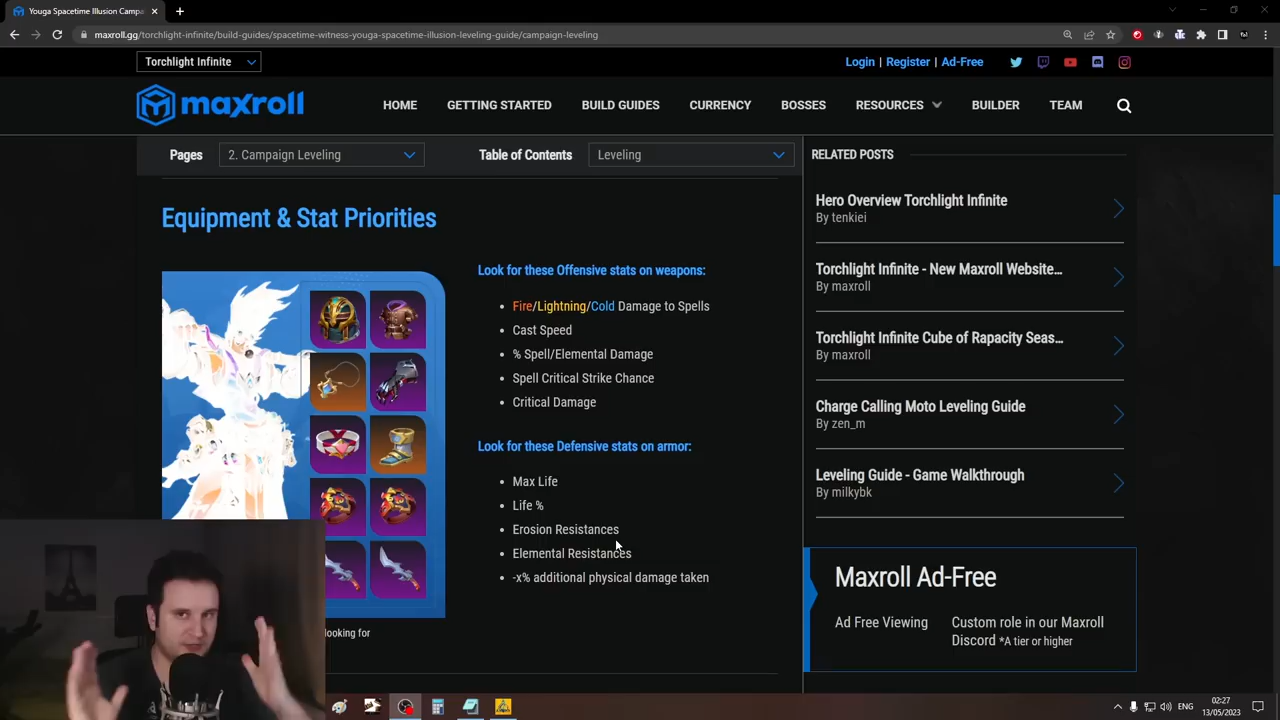 Youga Spacetime Illusion Camp
maxroll.gg/torchlight-infinite/build-guides/spacetime-witness-youga-spacetime-illusion-leveling-guide/campaign-leveling
Torchlight Infinite
Login | Register | Ad-Free
maxroll
HOME
GETTING STARTED
BUILD GUIDES
CURRENCY
BOSSES
RESOURCES
BUILDER
TEAM
Pages
2. Campaign Leveling
Table of Contents
Leveling
Equipment & Stat Priorities
Look for these Offensive stats on weapons:
Fire/Lightning/Cold Damage to Spells
Cast Speed
% Spell/Elemental Damage
Spell Critical Strike Chance
Critical Damage
Look for these Defensive stats on armor:
Max Life
Life %
Erosion Resistances
Elemental Resistances
-x% additional physical damage taken
looking for
RELATED POSTS
Hero Overview Torchlight Infinite
By tenkiei
Torchlight Infinite - New Maxroll Website...
By maxroll
Torchlight Infinite Cube of Rapacity Seas...
By maxroll
Charge Calling Moto Leveling Guide
By zen_m
Leveling Guide - Game Walkthrough
By milkybk
Maxroll Ad-Free
Ad Free Viewing
Custom role in our Maxroll
Discord *A tier or higher
ENG
02:27
13/05/2023